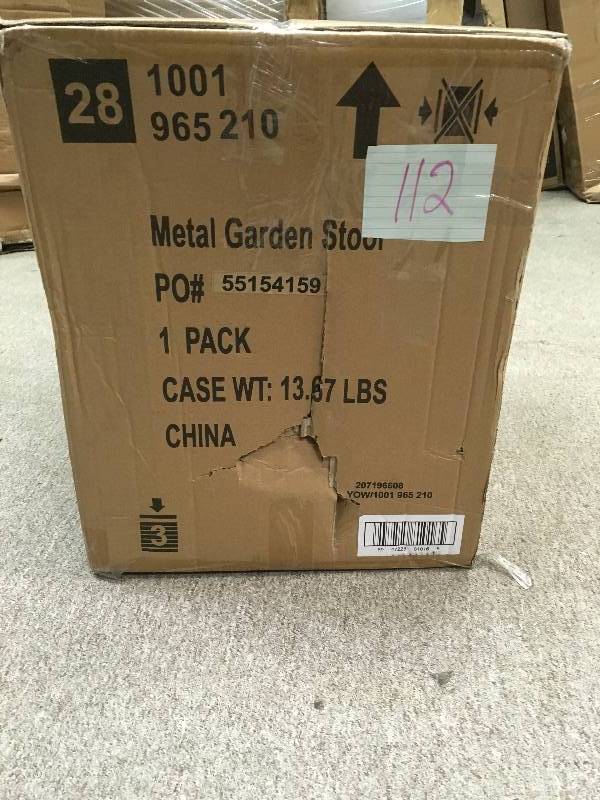 28
1001
965 210
112
Metal Garden Stool
PO# 55154159
1 PACK
CASE WT: 13.67 LBS
CHINA
207196608
YOW/1001 965 210
3